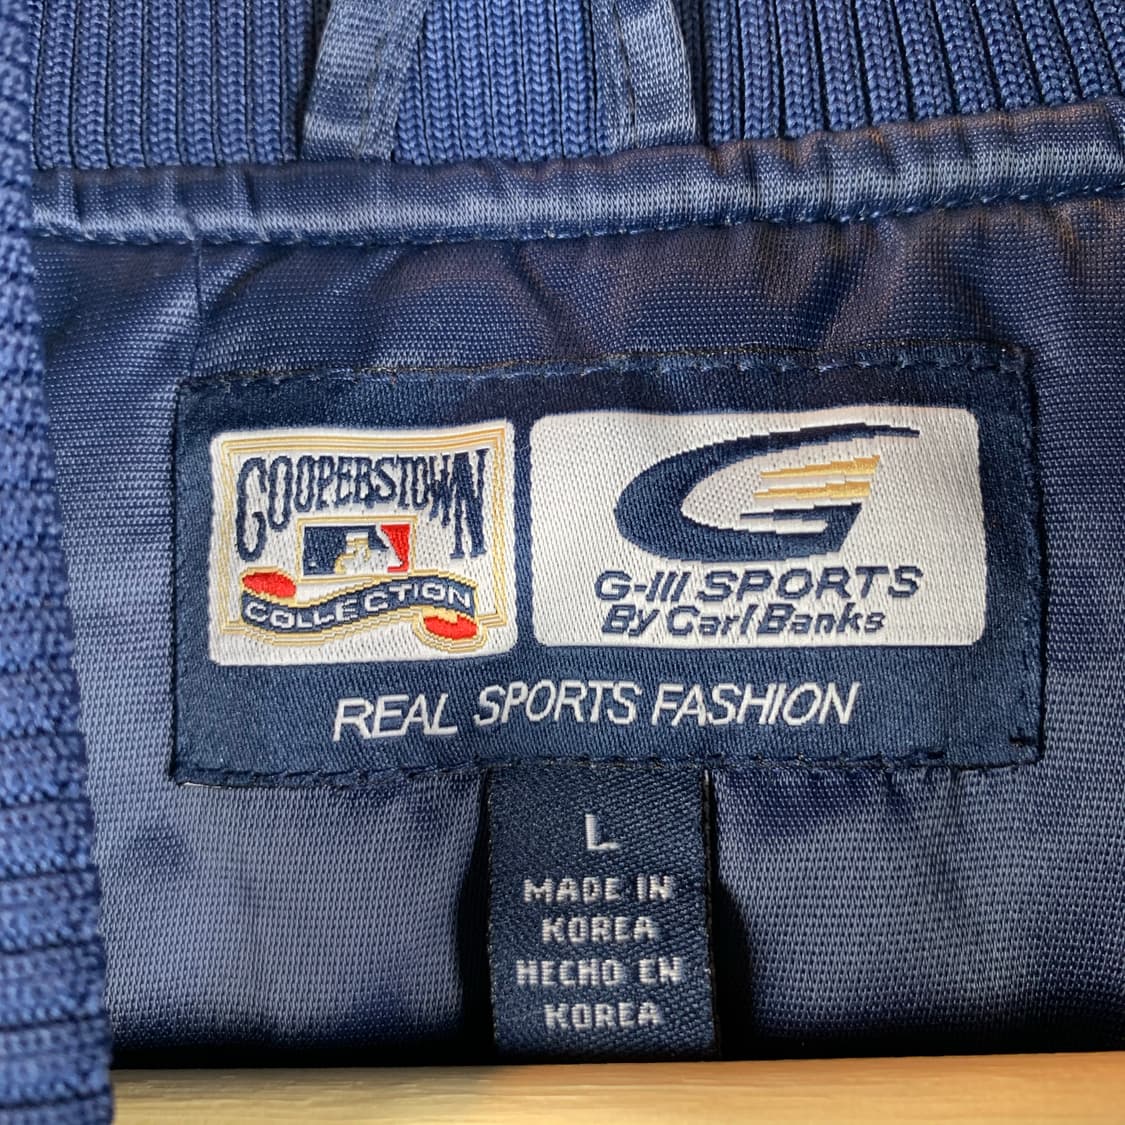 COOPERSTOWN
COLLECTION
G-III SPORTS
By Carl Banks
REAL SPORTS FASHION
L
MADE IN
KOREA
HECHO EN
KOREA